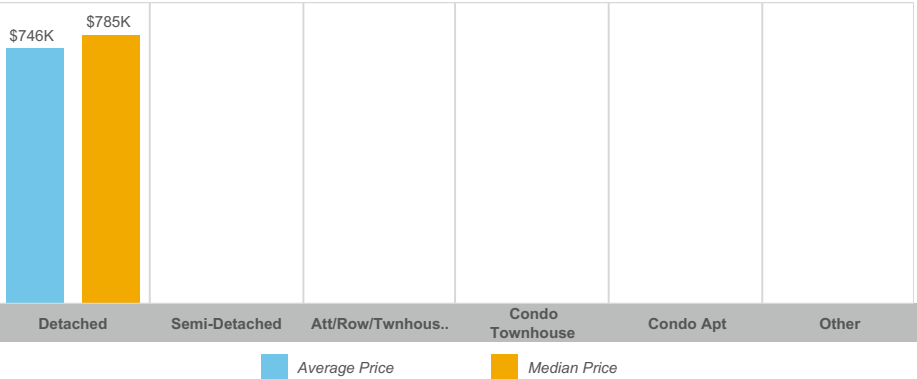 $746K
$785K
Detached
Semi-Detached
Att/Row/Twnhous..
Condo
Townhouse
Condo Apt
Other
Average Price
Median Price